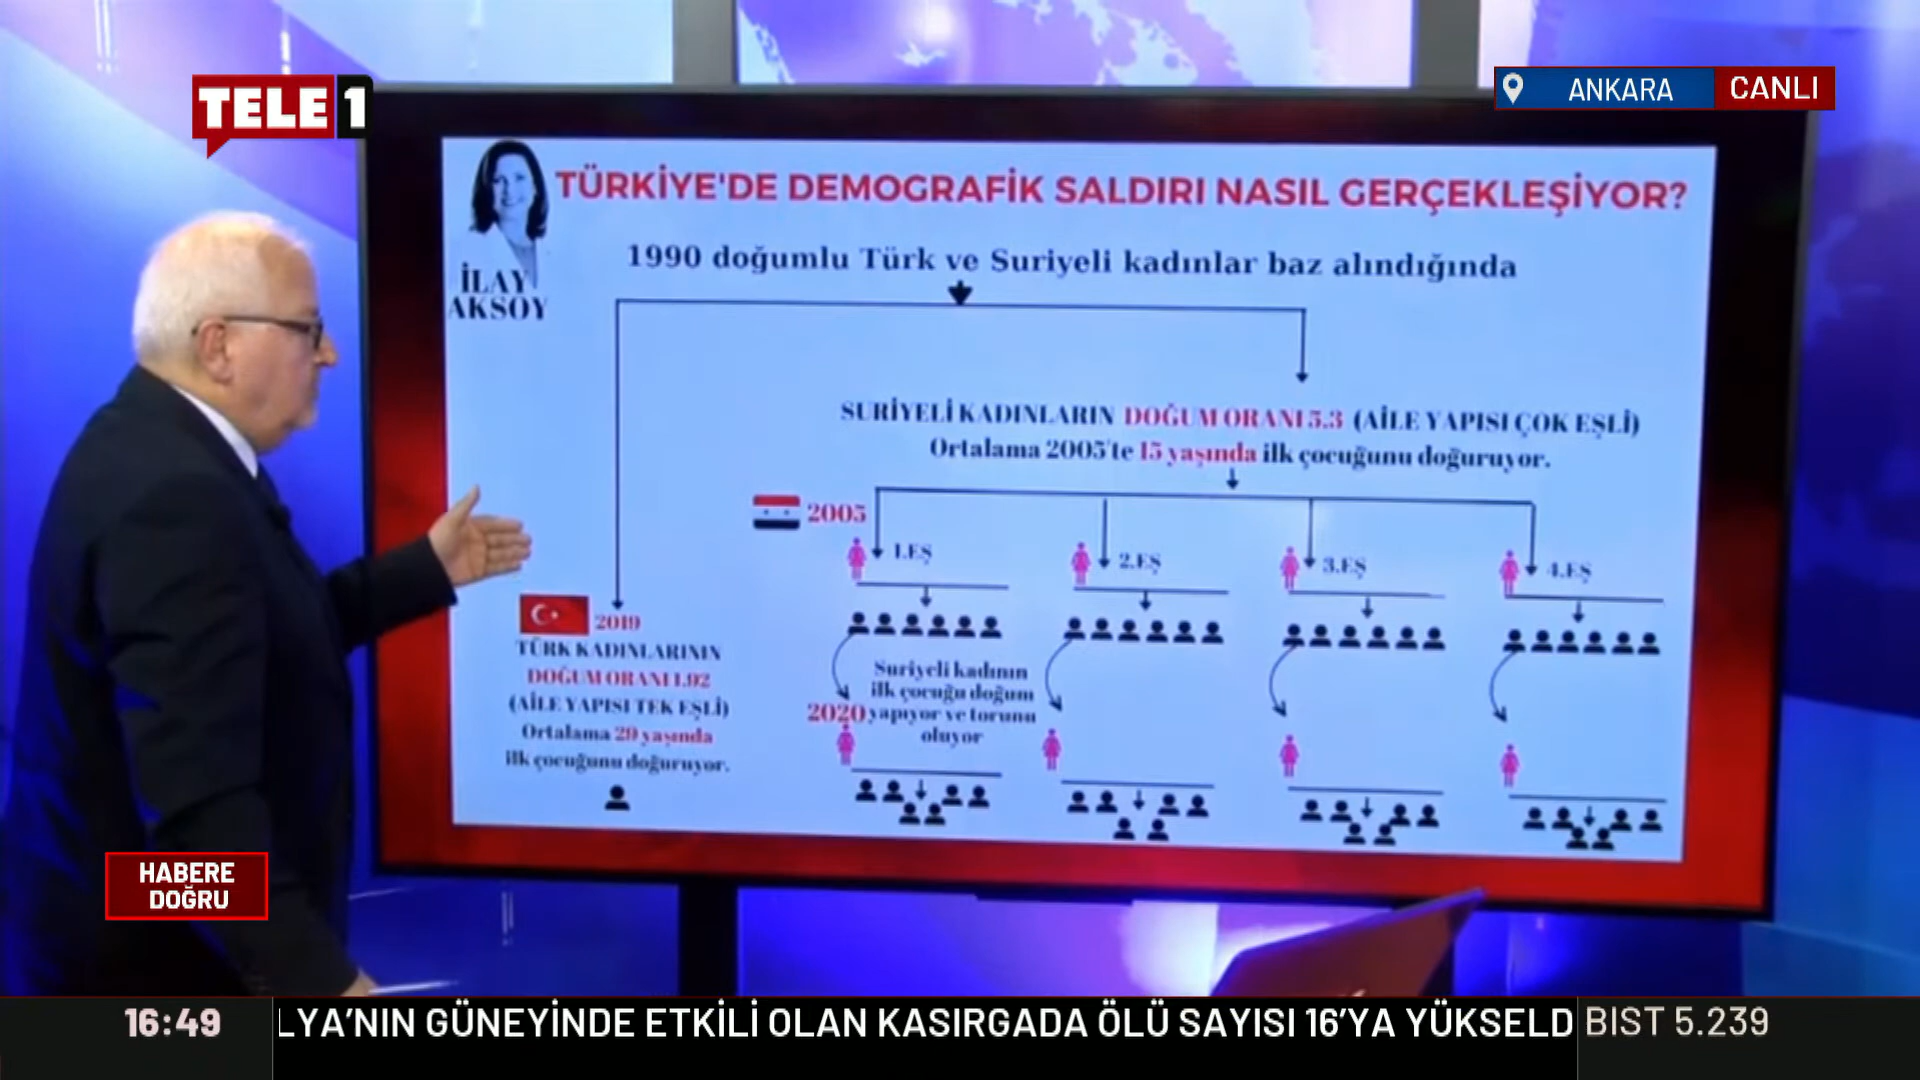 TELE 1
ANKARA
CANLI
TÜRKİYE'DE DEMOGRAFİK SALDIRI NASIL GERÇEKLEŞİYOR?
1990 doğumlu Türk ve Suriyeli kadınlar baz alındığında
İLAY
AKSOY
SURİYELİ KADINLARIN DOĞUM ORANI 5.3 (AİLE YAPISI ÇOK EŞLİ)
Ortalama 2005'te 15 yaşında ilk çocuğunu doğuruyor.
2005
1.EŞ
2.EŞ
3.EŞ
4.EŞ
2019
TÜRK KADINLARININ
DOĞUM ORANI 1.92
(AİLE YAPISI TEK EŞLİ)
Ortalama 29 yaşında
ilk çocuğunu doğuruyor.
Suriyeli kadının
ilk çocuğu doğum
2020 yapıyor ve torunu
oluyor
HABERE
DOĞRU
16:49
LYA'NIN GÜNEYİNDE ETKİLİ OLAN KASIRGADA ÖLÜ SAYISI 16'YA YÜKSELD
BIST 5.239